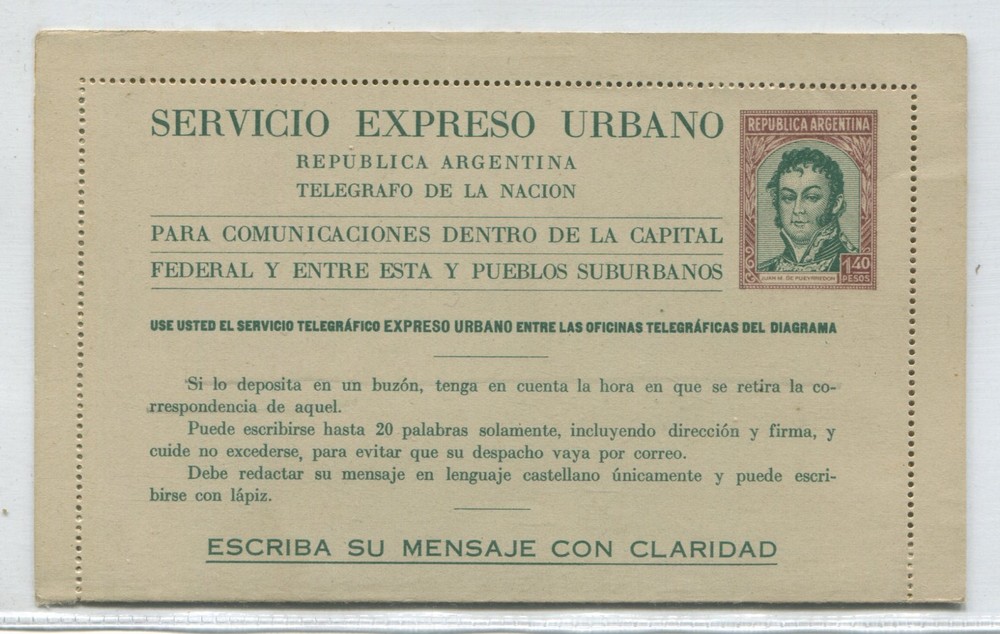 SERVICIO EXPRESO URBANO
REPUBLICA ARGENTINA
REPUBLICA ARGENTINA
TELEGRAFO DE LA NACION
PARA COMUNICACIONES DENTRO DE LA CAPITAL
FEDERAL Y ENTRE ESTA Y PUEBLOS SUBURBANOS
1.40
PESOS
JUAN M. DE PUEYRREDON
USE USTED EL SERVICIO TELEGRÁFICO EXPRESO URBANO ENTRE LAS OFICINAS TELEGRÁFICAS DEL DIAGRAMA
Si lo deposita en un buzón, tenga en cuenta la hora en que se retira la co-
rrespondencia de aquel.
Puede escribirse hasta 20 palabras solamente, incluyendo dirección y firma, y
cuide no excederse, para evitar que su despacho vaya por correo.
Debe redactar su mensaje en lenguaje castellano únicamente y puede escri-
birse con lápiz.
ESCRIBA SU MENSAJE CON CLARIDAD